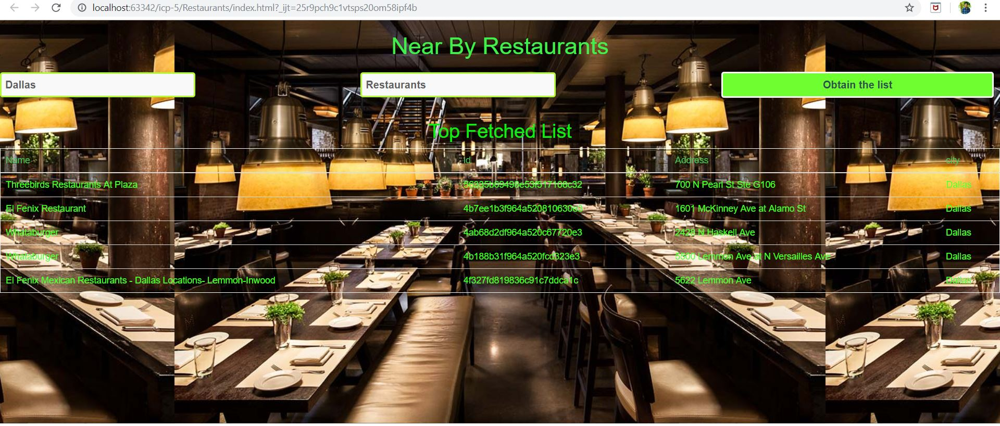 localhost:63342/icp-5/Restaurants/index.html?_ijt=25r9pch9c1vtsps20om58ipf4b
Near By Restaurants
Dallas Restaurants Obtain the list
Top Fetched List
Name id Address city
Threebirds Restaurants At Plaza 700 N Pearl St Ste G106 Dallas
El Fenix Restaurant 4b7ee1b3f964a520810630e3 1601 McKinney Ave at Alamo St Dallas
Whataburger 4ab68d2df964a520c67720e3 2428 N Haskell Ave Dallas
Whataburger 4b188b31f964a520fcd323e3 5500 Lemmon Ave at N Versailles Ave Dallas
El Fenix Mexican Restaurants - Dallas Locations- Lemmon-Inwood 4f327fd819836c91c7ddca1c 5622 Lemmon Ave Dallas